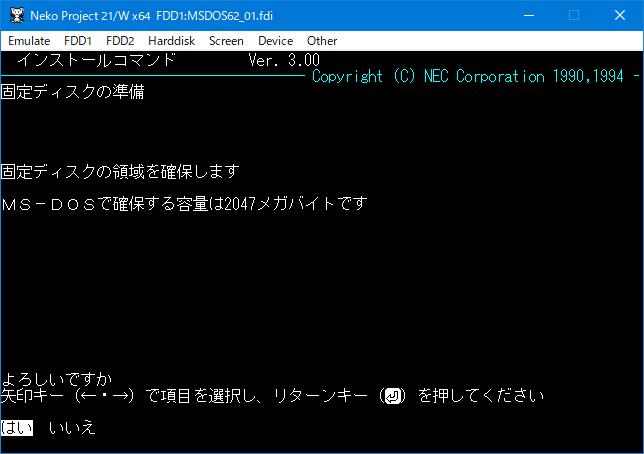 Neko Project 21/W x64  FDD1:MSDOS62_01.fdi
Emulate  FDD1  FDD2  Harddisk  Screen  Device  Other
インストールコマンド  Ver. 3.00
Copyright (C) NEC Corporation 1990,1994
固定ディスクの準備
固定ディスクの領域を確保します
ＭＳ－ＤＯＳで確保する容量は2047メガバイトです
よろしいですか
矢印キー（←・→）で項目を選択し、リターンキー（↵）を押してください
はい  いいえ